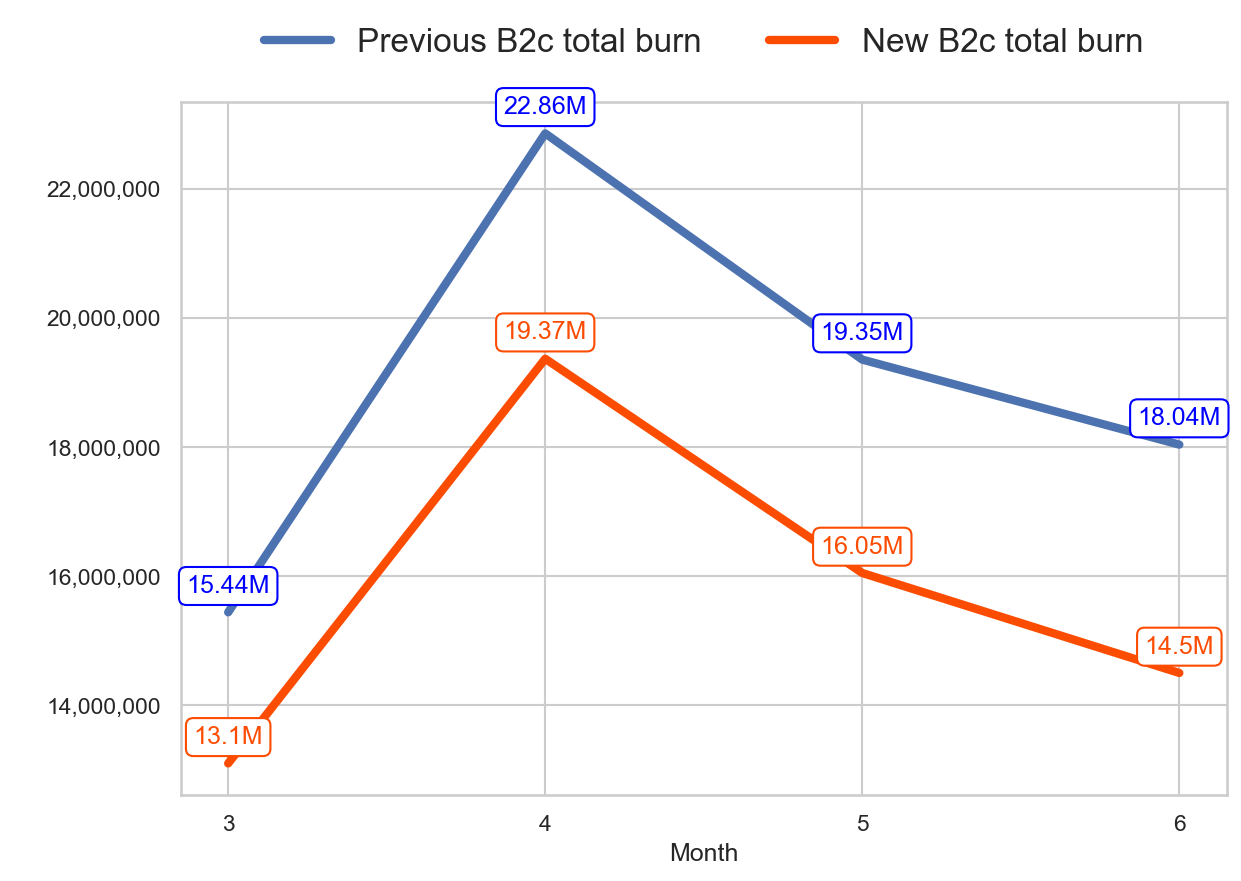 Previous B2c total burn New B2c total burn
22.86M
22,000,000
20,000,000
19.37M
19.35M
18.04M
18,000,000
16.05M
16,000,000
15.44M
14.5M
14,000,000
13.1M
3 4 5 6
Month